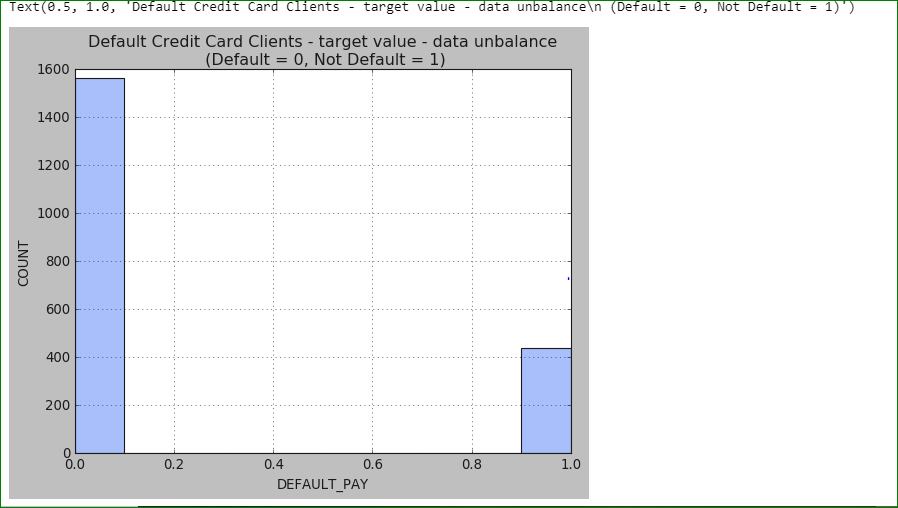 Text(0.5, 1.0, 'Default Credit Card Clients - target value - data unbalance\n (Default = 0, Not Default = 1)')
Default Credit Card Clients - target value - data unbalance
(Default = 0, Not Default = 1)
1600
1400
1200
1000
800
600
400
200
0
COUNT
0.0 0.2 0.4 0.6 0.8 1.0
DEFAULT_PAY